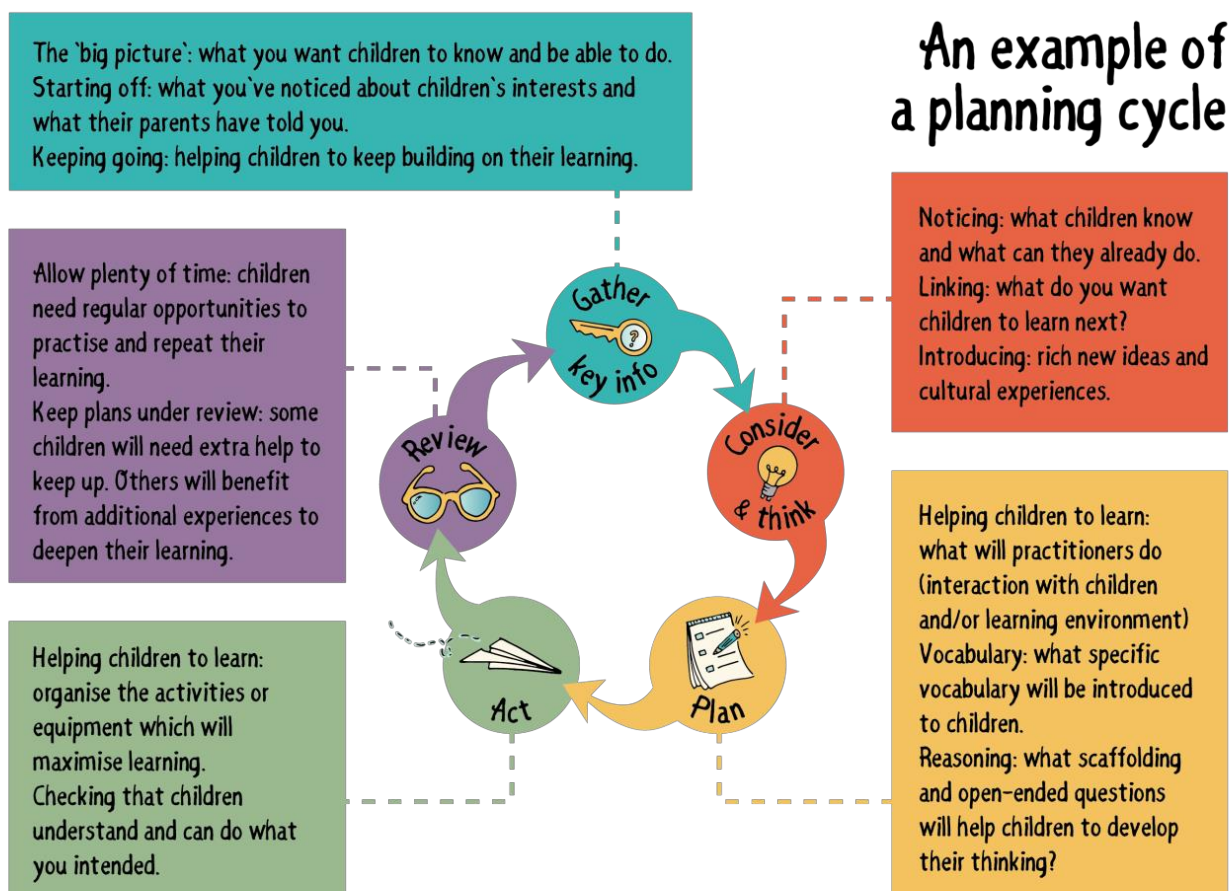 An example of
a planning cycle
The `big picture`: what you want children to know and be able to do.
Starting off: what you`ve noticed about children`s interests and
what their parents have told you.
Keeping going: helping children to keep building on their learning.
Gather
key info
Noticing: what children know
and what can they already do.
Linking: what do you want
children to learn next?
Introducing: rich new ideas and
cultural experiences.
Consider
& think
Helping children to learn:
what will practitioners do
(interaction with children
and/or learning environment)
Vocabulary: what specific
vocabulary will be introduced
to children.
Reasoning: what scaffolding
and open-ended questions
will help children to develop
their thinking?
Plan
Helping children to learn:
organise the activities or
equipment which will
maximise learning.
Checking that children
understand and can do what
you intended.
Act
Allow plenty of time: children
need regular opportunities to
practise and repeat their
learning.
Keep plans under review: some
children will need extra help to
keep up. Others will benefit
from additional experiences to
deepen their learning.
Review
?